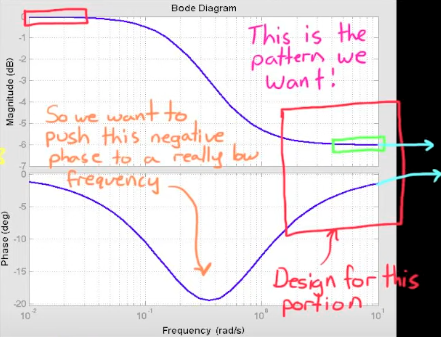 Bode Diagram
This is the
pattern we
want!
Magnitude (dB)
0
-1
-2
-3
-4
-5
-6
-7
So we want to
push this negative
phase to a really low
frequency
Phase (deg)
0
-5
-10
-15
-20
Design for this
portion
10^-2
10^-1
10^0
10^1
Frequency (rad/s)